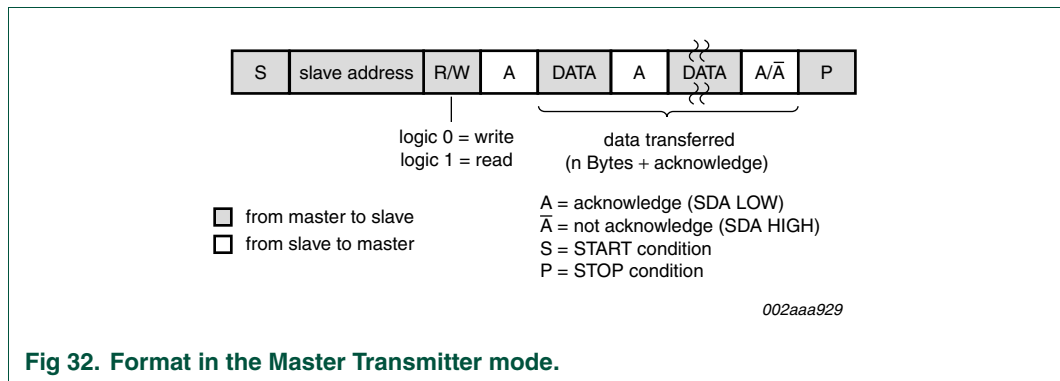 S slave address R/W A DATA A DATA A/A̅ P
logic 0 = write
logic 1 = read
data transferred
(n Bytes + acknowledge)
from master to slave
from slave to master
A = acknowledge (SDA LOW)
A̅ = not acknowledge (SDA HIGH)
S = START condition
P = STOP condition
002aaa929
Fig 32. Format in the Master Transmitter mode.